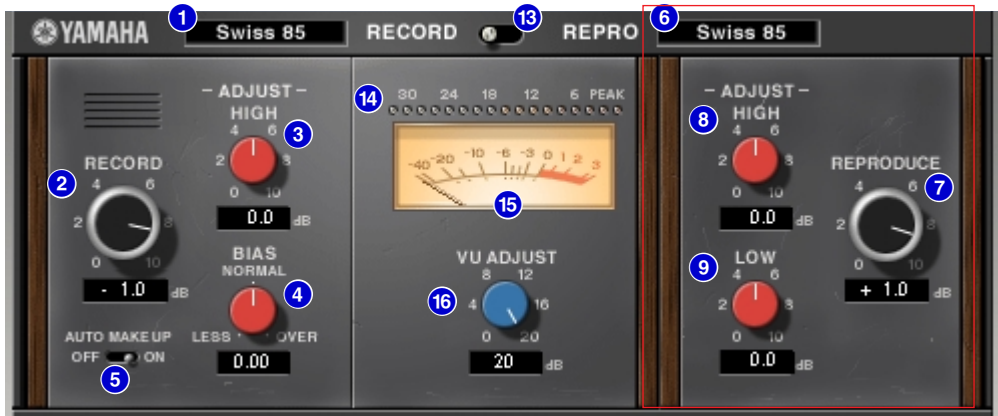 1 6 13
YAMAHA Swiss 85 RECORD REPRO Swiss 85
- ADJUST -
HIGH
3
4 6
2 8
0 10
0.0 dB
2
RECORD
4 6
2 8
0 10
- 1.0 dB
BIAS
NORMAL
4
LESS OVER
0.00
AUTO MAKE UP
OFF ON
5
14
30 24 18 12 6 PEAK
-40 -20 -10 -6 -3 0 1 2 3
15
VU ADJUST
16
8 12
4 16
0 20
20 dB
- ADJUST -
8 HIGH
4 6
2 8
0 10
0.0 dB
9 LOW
4 6
2 8
0 10
0.0 dB
REPRODUCE
7
4 6
2 8
0 10
+ 1.0 dB